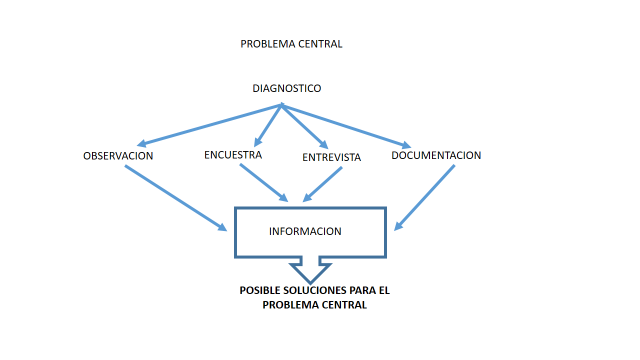 PROBLEMA CENTRAL
DIAGNOSTICO
OBSERVACION
ENCUESTRA
ENTREVISTA
DOCUMENTACION
INFORMACION
POSIBLE SOLUCIONES PARA EL
PROBLEMA CENTRAL